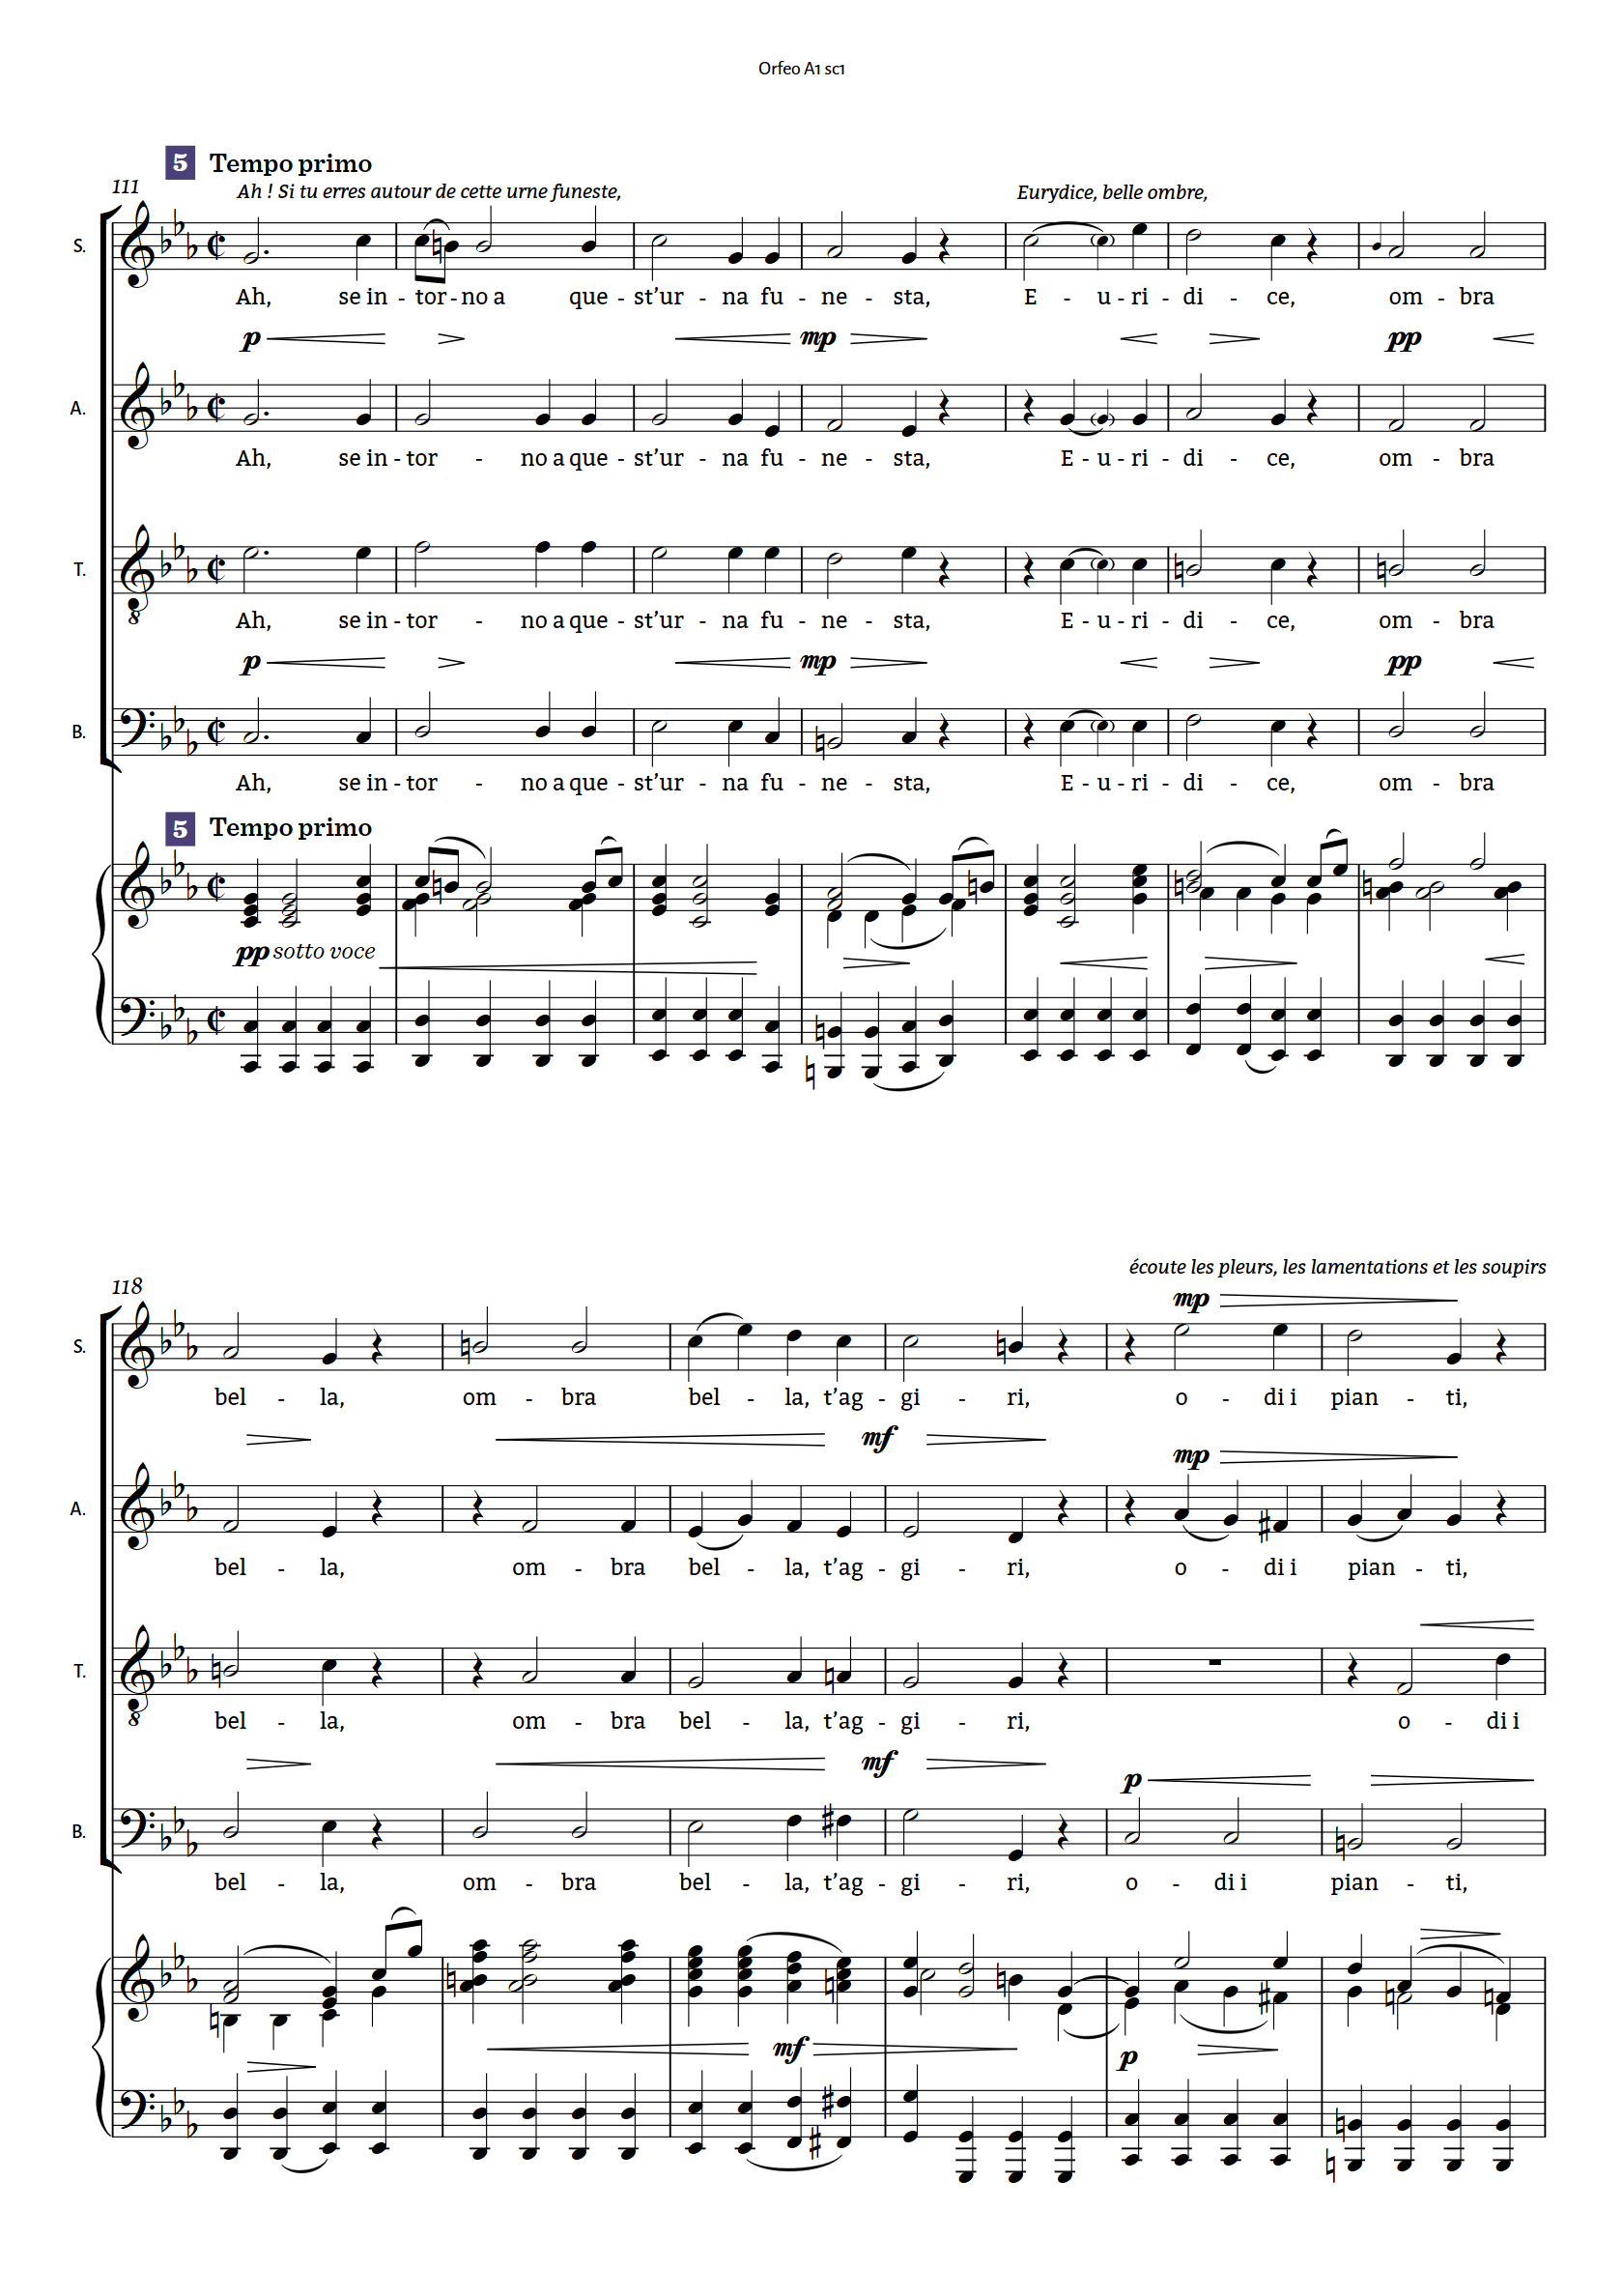 Orfeo A1 sc1
5 Tempo primo
111
Ah ! Si tu erres autour de cette urne funeste,
Eurydice, belle ombre,
S.
Ah, se in - tor - no a que - st’ur - na fu - ne - sta, E - u - ri - di - ce, om - bra
p mp pp
A.
Ah, se in - tor - no a que - st’ur - na fu - ne - sta, E - u - ri - di - ce, om - bra
T.
8
Ah, se in - tor - no a que - st’ur - na fu - ne - sta, E - u - ri - di - ce, om - bra
p mp pp
B.
Ah, se in - tor - no a que - st’ur - na fu - ne - sta, E - u - ri - di - ce, om - bra
5 Tempo primo
pp sotto voce
écoute les pleurs, les lamentations et les soupirs
118
mp
S.
bel - la, om - bra bel - la, t’ag - gi - ri, o - di i pian - ti,
mf
mp
A.
bel - la, om - bra bel - la, t’ag - gi - ri, o - di i pian - ti,
T.
8
bel - la, om - bra bel - la, t’ag - gi - ri, o - di i
mf
p
B.
bel - la, om - bra bel - la, t’ag - gi - ri, o - di i pian - ti,
mf p